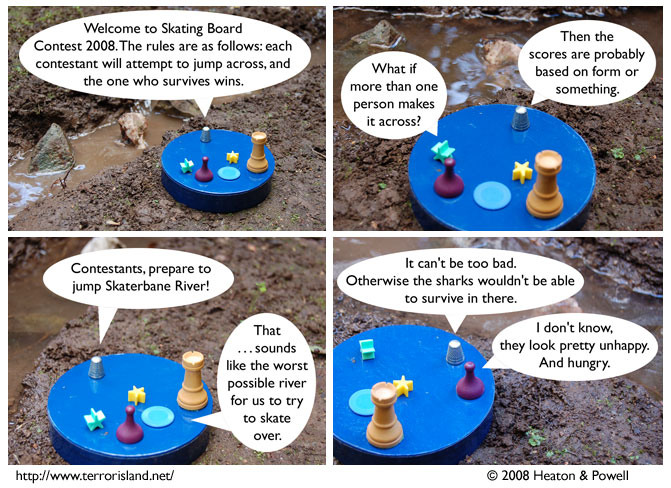 Welcome to Skating Board
Contest 2008. The rules are as follows: each
contestant will attempt to jump across, and
the one who survives wins.
What if
more than one
person makes
it across?
Then the
scores are probably
based on form or
something.
Contestants, prepare to
jump Skaterbane River!
That
. . . sounds
like the worst
possible river
for us to try
to skate
over.
It can't be too bad.
Otherwise the sharks wouldn't be able
to survive in there.
I don't know,
they look pretty unhappy.
And hungry.
http://www.terrorisland.net/
© 2008 Heaton & Powell